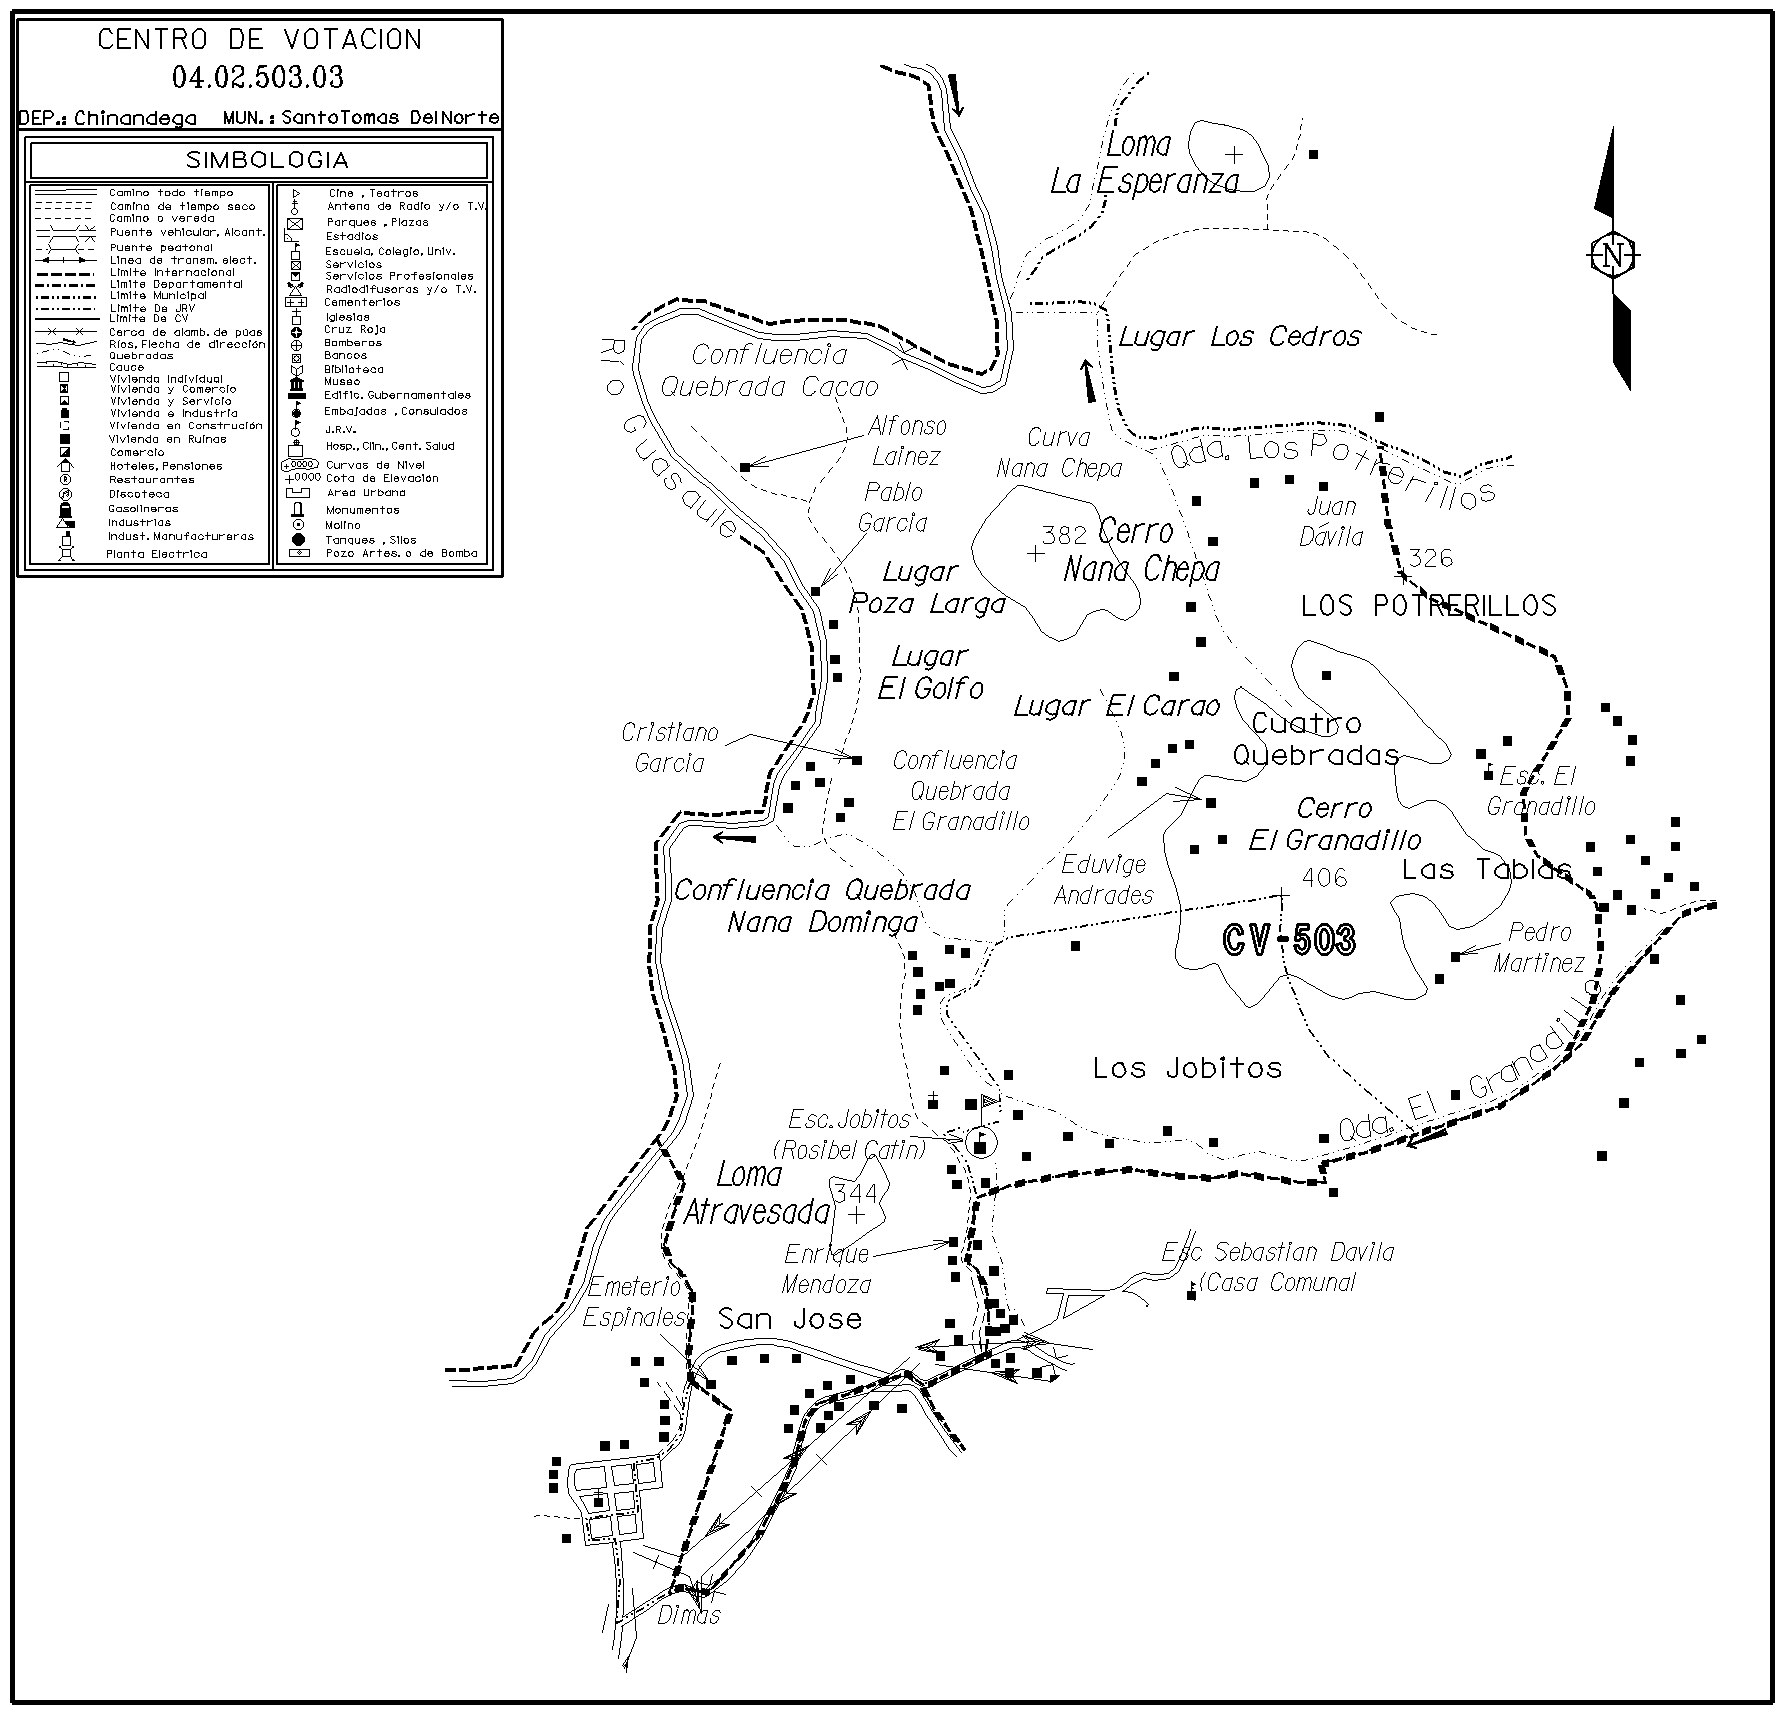 CENTRO DE VOTACION
04.02.503.03
DEP.: Chinandega MUN.: SantoTomas DelNorte
SIMBOLOGIA
Camino todo tiempo
Camino de tiempo seco
Camino o vereda
Puente vehicular, Alcant.
Puente peatonal
Linea de transm. elect.
Limite Internacional
Limite Departamental
Limite Municipal
Limite De JRV
Limite De CV
Cerca de alamb. de púas
Ríos, Flecha de dirección
Quebradas
Cauce
Vivienda Individual
Vivienda y Comercio
Vivienda y Servicio
Vivienda e Industria
Vivienda en Construción
Vivienda en Ruinas
Comercio
Hoteles, Pensiones
Restaurantes
Discoteca
Gasolineras
Industrias
Indust. Manufactureras
Planta Electrica
Cine , Teatros
Antena de Radio y/o T.V.
Parques , Plazas
Estadios
Escuela, Colegio, Univ.
Servicios
Servicios Profesionales
Radiodifusoras y/o T.V.
Cementerios
Iglesias
Cruz Roja
Bomberos
Bancos
Biblioteca
Museo
Edific. Gubernamentales
Embajadas , Consulados
J.R.V.
Hosp., Clin., Cent. Salud
Curvas de Nivel
Cota de Elevación
Area Urbana
Monumentos
Molino
Tanques , Silos
Pozo Artes. o de Bomba
N
Loma
La Esperanza
Lugar Los Cedros
Río Guasaule
Confluencia
Quebrada Cacao
Alfonso
Lainez
Pablo
Garcia
Curva
Nana Chepa
Qda. Los Potrerillos
Juan
Dávila
382
Cerro
Nana Chepa
326
LOS POTRERILLOS
Lugar
Poza Larga
Lugar
El Golfo
Lugar El Carao
Cuatro
Quebradas
Cristiano
Garcia
Confluencia
Quebrada
El Granadillo
Esc. El
Granadillo
Cerro
El Granadillo
Eduvige
Andrades
Las Tablas
406
Confluencia Quebrada
Nana Dominga
CV-503
Pedro
Martinez
Los Jobitos
Qda. El Granadillo
Esc. Jobitos
(Rosibel Catin)
Loma
Atravesada
344
Enrique
Mendoza
Esc Sebastian Davila
(Casa Comunal
Emeterio
Espinales
San Jose
Dimas